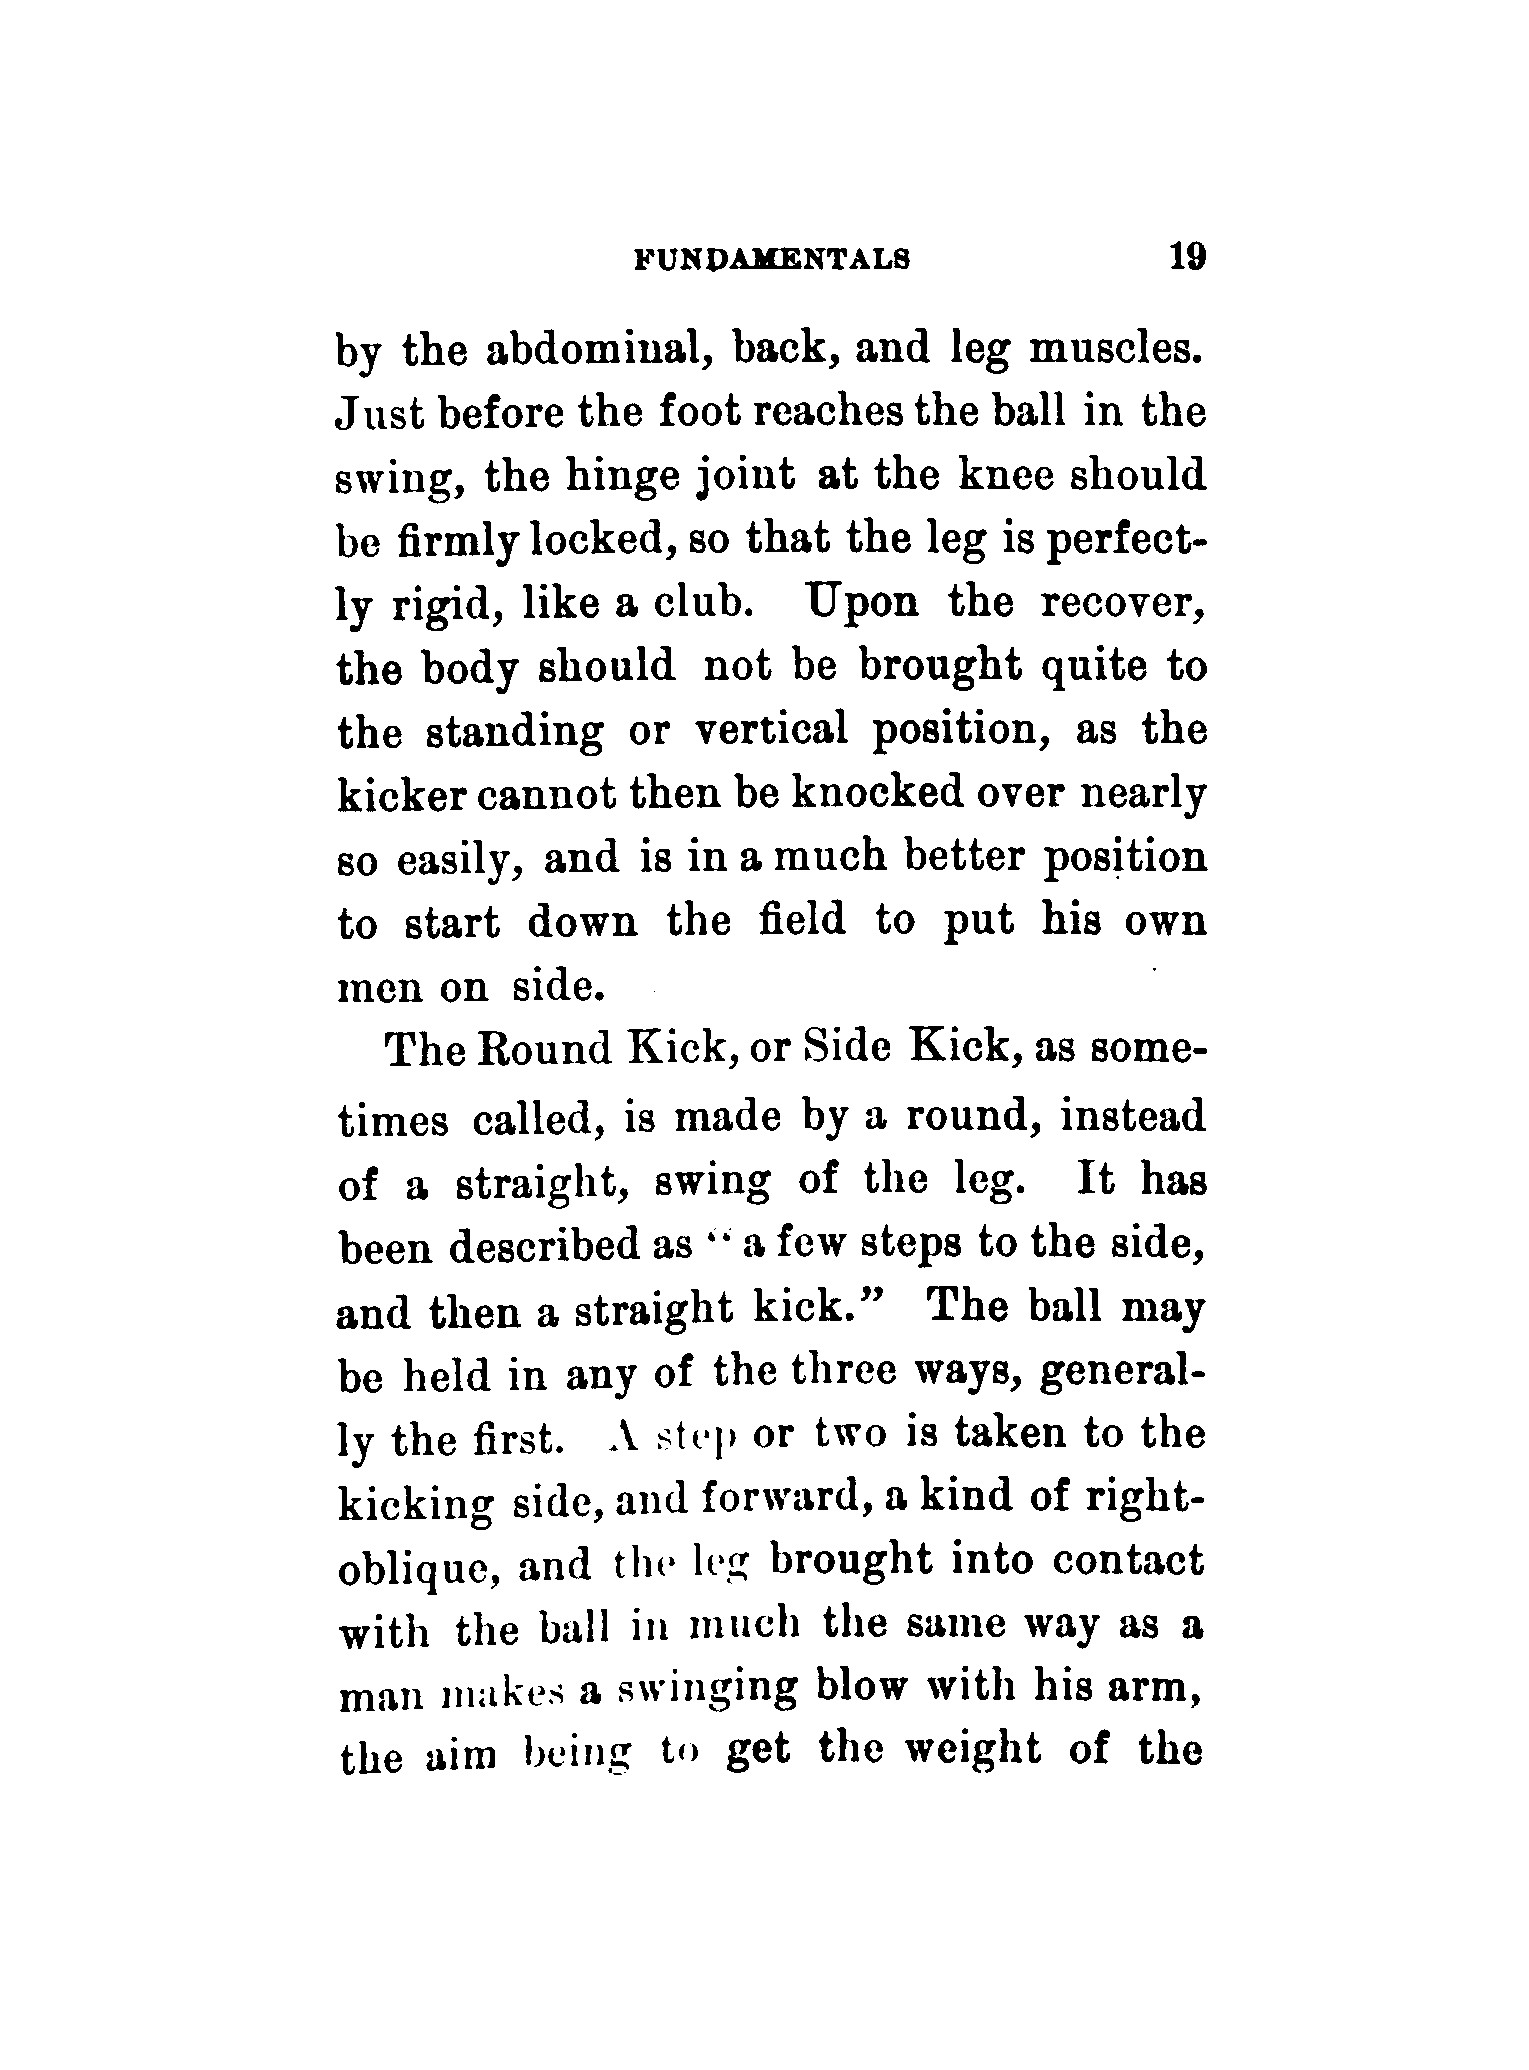 FUNDAMENTALS 19
by the abdominal, back, and leg muscles.
Just before the foot reaches the ball in the
swing, the hinge joint at the knee should
be firmly locked, so that the leg is perfect-
ly rigid, like a club. Upon the recover,
the body should not be brought quite to
the standing or vertical position, as the
kicker cannot then be knocked over nearly
so easily, and is in a much better position
to start down the field to put his own
men on side.
The Round Kick, or Side Kick, as some-
times called, is made by a round, instead
of a straight, swing of the leg. It has
been described as “ a few steps to the side,
and then a straight kick.” The ball may
be held in any of the three ways, general-
ly the first. A step or two is taken to the
kicking side, and forward, a kind of right-
oblique, and the leg brought into contact
with the ball in much the same way as a
man makes a swinging blow with his arm,
the aim being to get the weight of the